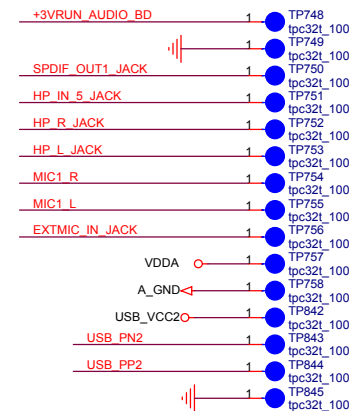 +3VRUN_AUDIO_BD 1 TP748
tpc32t_100
1 TP749
tpc32t_100
SPDIF_OUT1_JACK 1 TP750
tpc32t_100
HP_IN_5_JACK 1 TP751
tpc32t_100
HP_R_JACK 1 TP752
tpc32t_100
HP_L_JACK 1 TP753
tpc32t_100
MIC1_R 1 TP754
tpc32t_100
MIC1_L 1 TP755
tpc32t_100
EXTMIC_IN_JACK 1 TP756
tpc32t_100
VDDA 1 TP757
tpc32t_100
A_GND 1 TP758
tpc32t_100
USB_VCC2 1 TP842
tpc32t_100
USB_PN2 1 TP843
tpc32t_100
USB_PP2 1 TP844
tpc32t_100
1 TP845
tpc32t_100